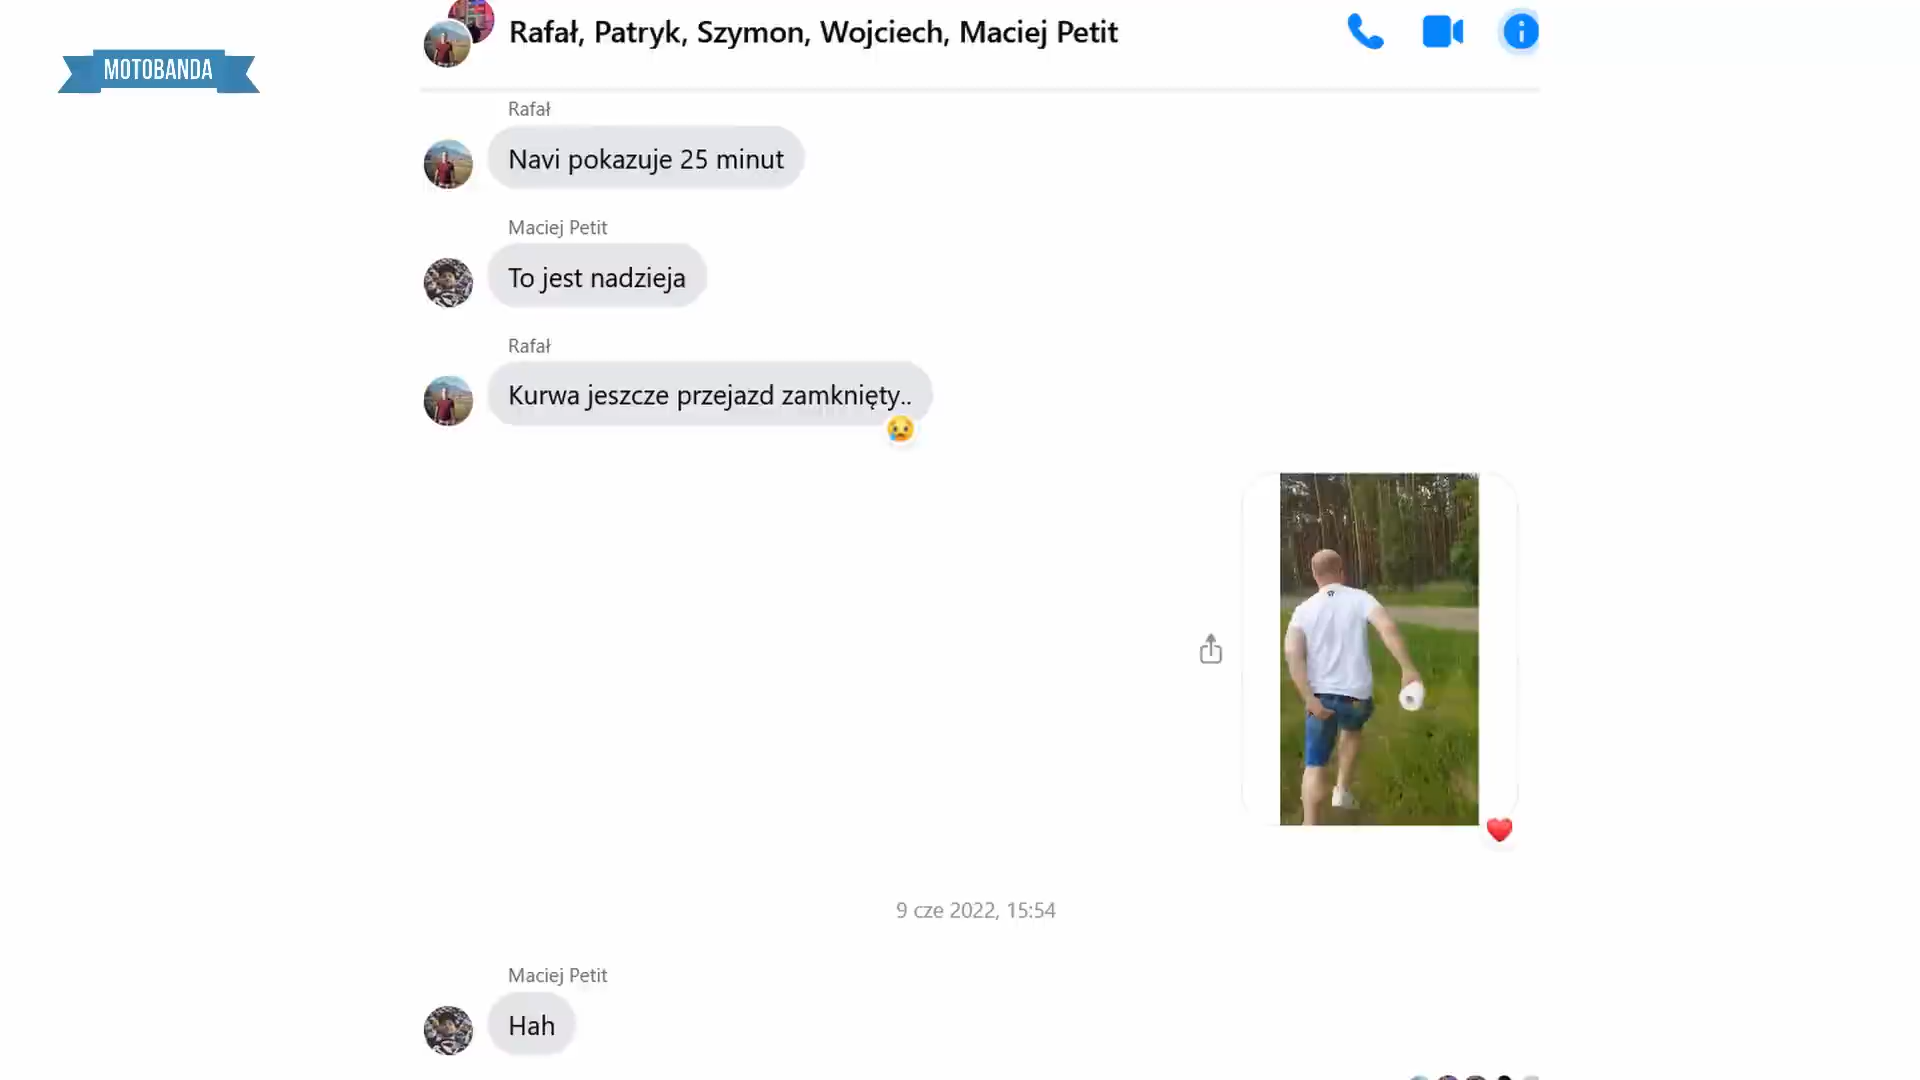 MOTOBANDA
Rafał, Patryk, Szymon, Wojciech, Maciej Petit
Rafał
Navi pokazuje 25 minut
Maciej Petit
To jest nadzieja
Rafał
Kurwa jeszcze przejazd zamknięty..
9 cze 2022, 15:54
Maciej Petit
Hah